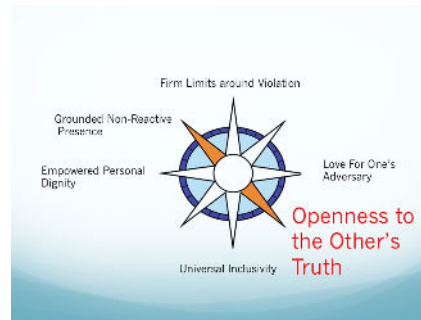 Firm Limits around Violation
Grounded Non-Reactive
Presence
Empowered Personal
Dignity
Love For One's
Adversary
Openness to
the Other's
Truth
Universal Inclusivity